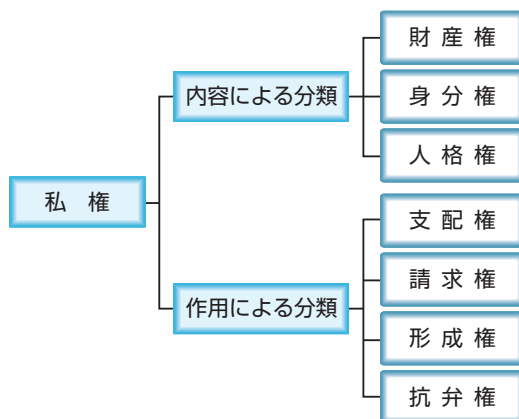 私 権
内容による分類
財 産 権
身 分 権
人 格 権
作用による分類
支 配 権
請 求 権
形 成 権
抗 弁 権